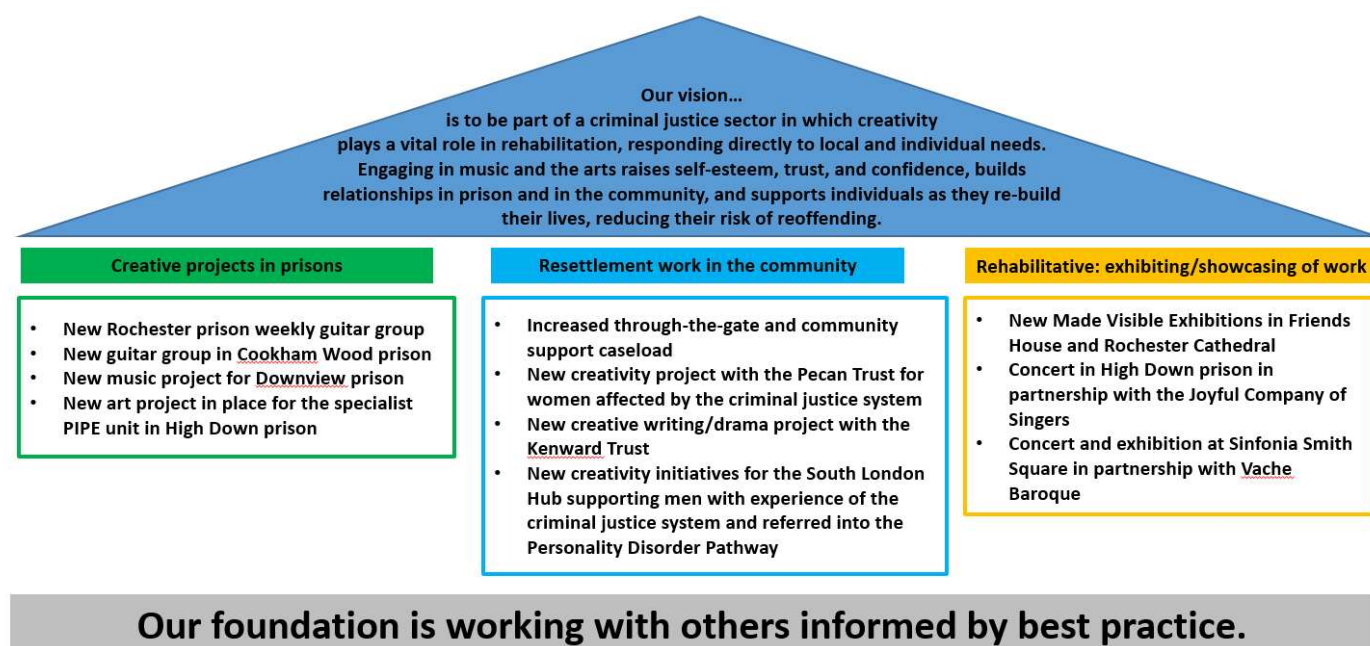 Our vision...
is to be part of a criminal justice sector in which creativity
plays a vital role in rehabilitation, responding directly to local and individual needs.
Engaging in music and the arts raises self-esteem, trust, and confidence, builds
relationships in prison and in the community, and supports individuals as they re-build
their lives, reducing their risk of reoffending.
Creative projects in prisons
• New Rochester prison weekly guitar group
• New guitar group in Cookham Wood prison
• New music project for Downview prison
• New art project in place for the specialist
PIPE unit in High Down prison
Resettlement work in the community
• Increased through-the-gate and community
support caseload
• New creativity project with the Pecan Trust for
women affected by the criminal justice system
• New creative writing/drama project with the
Kenward Trust
• New creativity initiatives for the South London
Hub supporting men with experience of the
criminal justice system and referred into the
Personality Disorder Pathway
Rehabilitative: exhibiting/showcasing of work
• New Made Visible Exhibitions in Friends
House and Rochester Cathedral
• Concert in High Down prison in
partnership with the Joyful Company of
Singers
• Concert and exhibition at Sinfonia Smith
Square in partnership with Vache
Baroque
Our foundation is working with others informed by best practice.